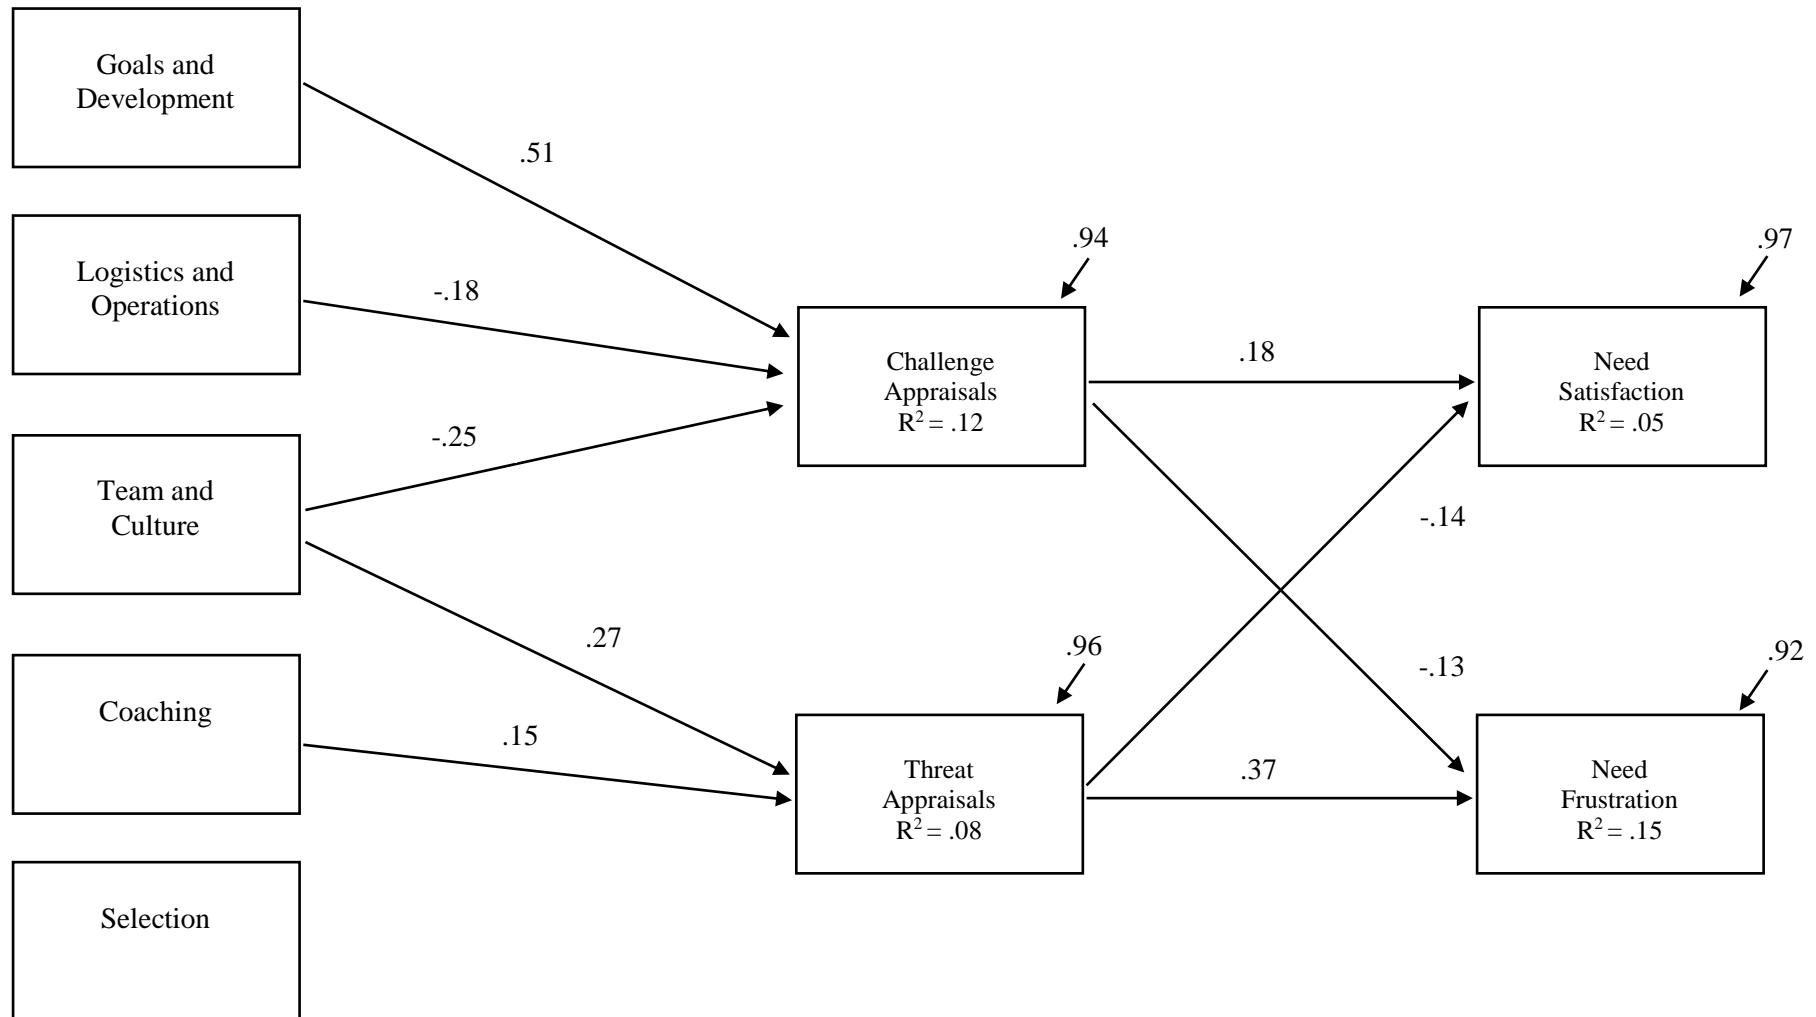 Goals and
Development
.51
Logistics and
Operations
-.18
Team and
Culture
-.25
.27
Coaching
.15
Selection
.94
Challenge
Appraisals
R² = .12
.96
Threat
Appraisals
R² = .08
.18
-.14
-.13
.37
.97
Need
Satisfaction
R² = .05
.92
Need
Frustration
R² = .15